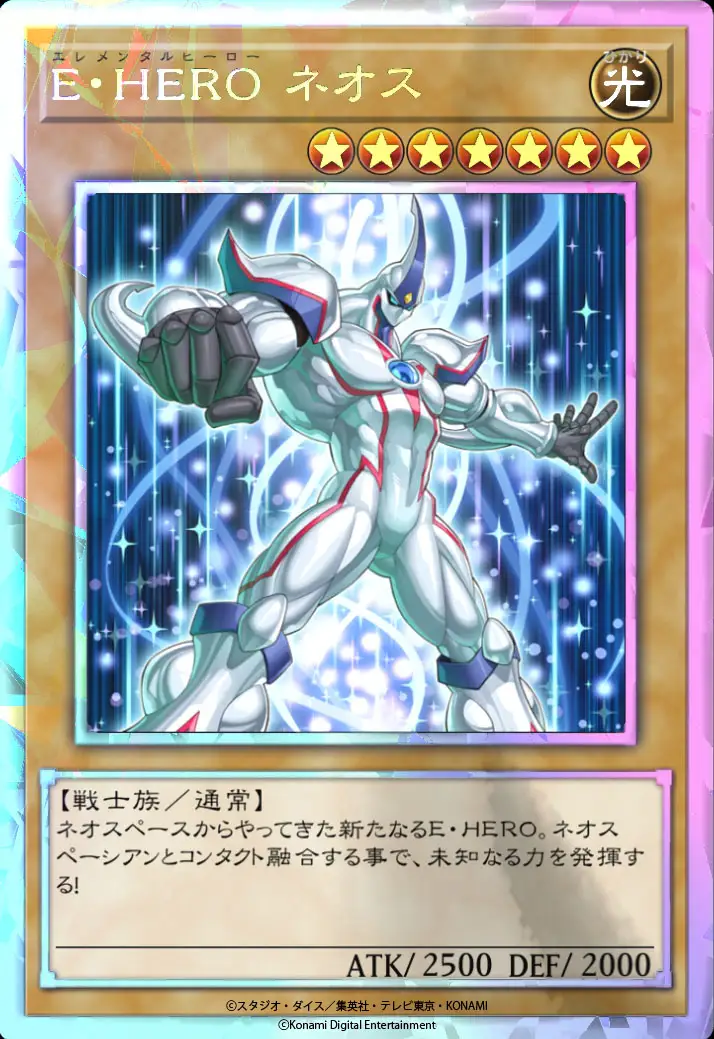 エレメンタルヒーロー
E・HERO ネオス
ひかり
光
【戦士族／通常】
ネオスペースからやってきた新たなるE・HERO。ネオス
ペーシアンとコンタクト融合する事で、未知なる力を発揮す
る!
ATK/ 2500 DEF/ 2000
©スタジオ・ダイス／集英社・テレビ東京・KONAMI
©Konami Digital Entertainment